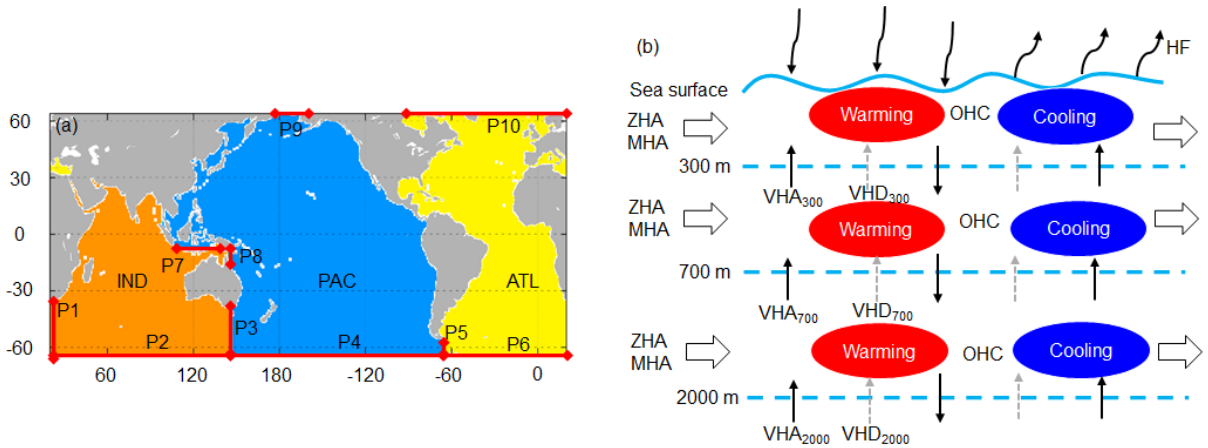 (a)
P9
P10
60
30
0
-30
-60
P7
P8
IND
PAC
ATL
P1
P3
P5
P2
P4
P6
60
120
180
-120
-60
0
(b)
HF
Sea surface
Warming
OHC
Cooling
ZHA
MHA
300 m
VHA300
VHD300
ZHA
MHA
Warming
OHC
Cooling
700 m
VHA700
VHD700
ZHA
MHA
Warming
OHC
Cooling
2000 m
VHA2000
VHD2000